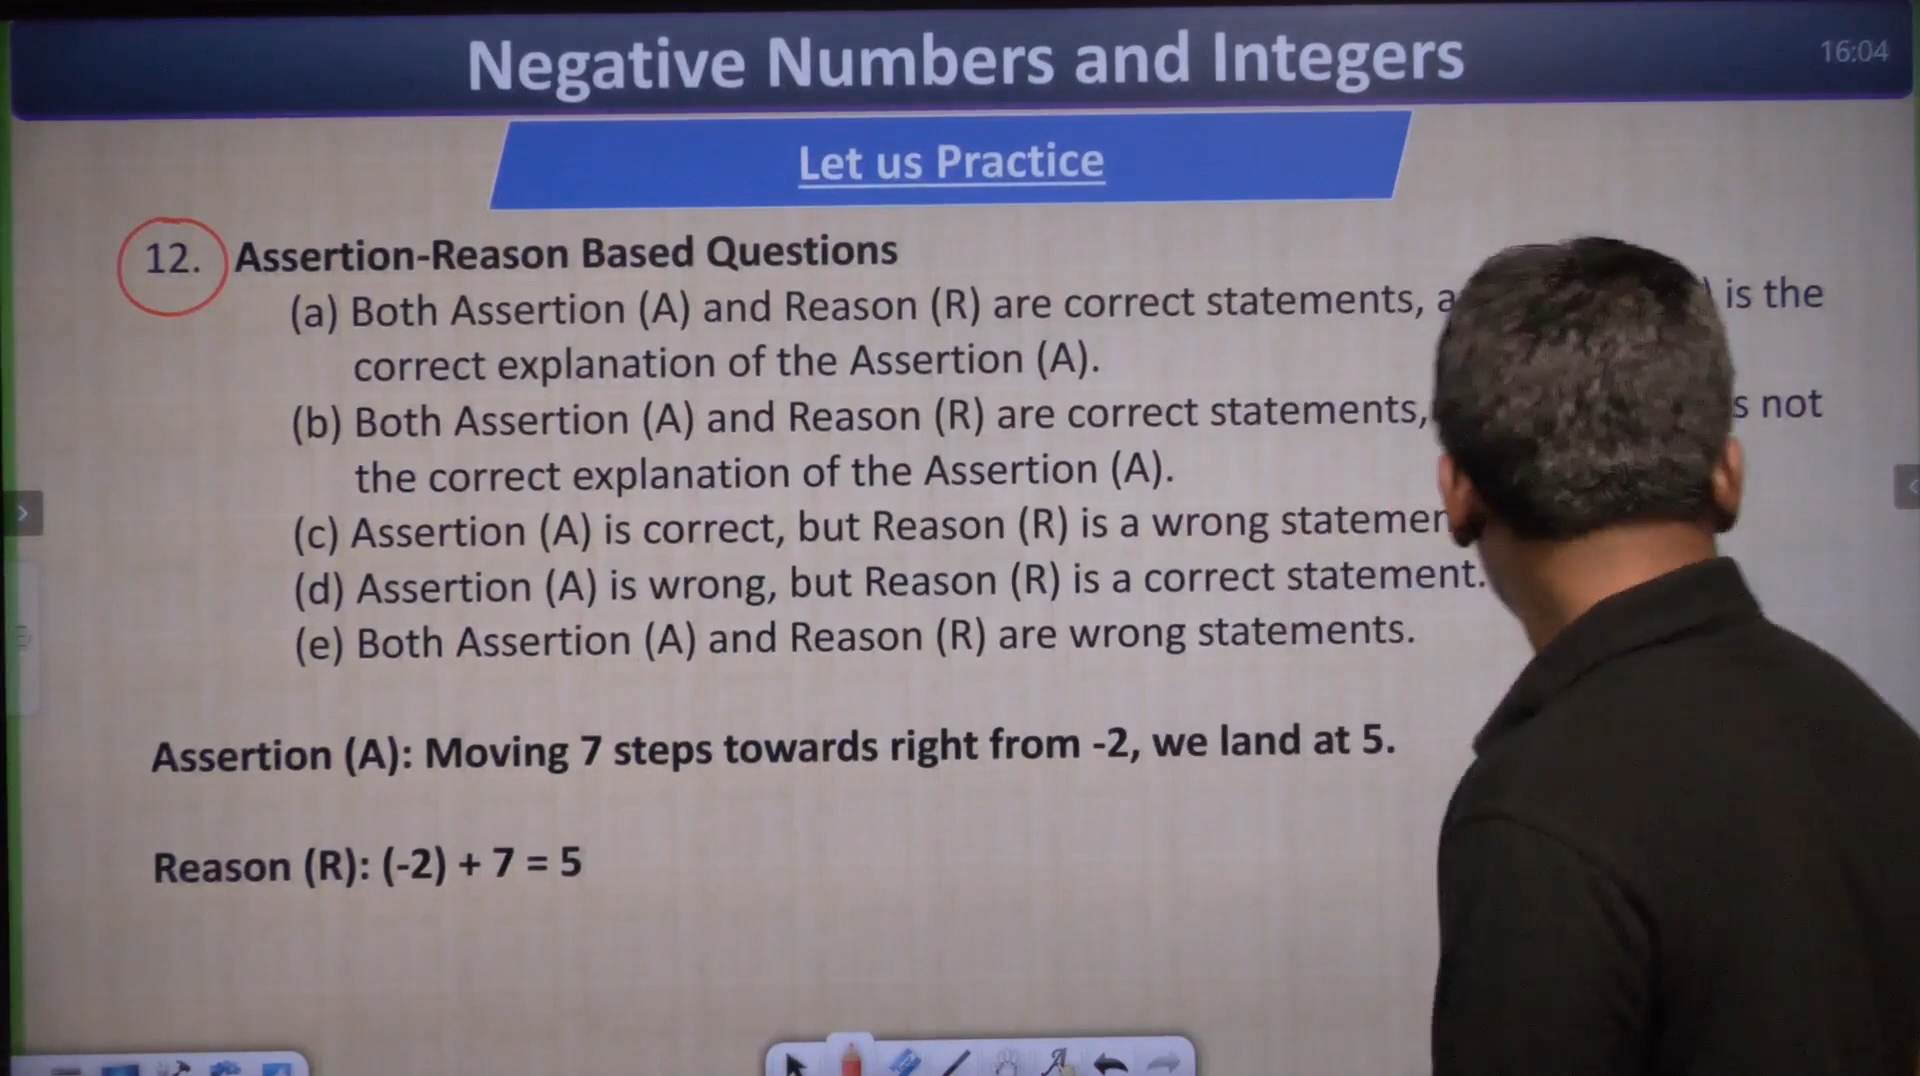 Negative Numbers and Integers
16:04
Let us Practice
12. Assertion-Reason Based Questions
(a) Both Assertion (A) and Reason (R) are correct statements, is the
correct explanation of the Assertion (A).
(b) Both Assertion (A) and Reason (R) are correct statements, not
the correct explanation of the Assertion (A).
(c) Assertion (A) is correct, but Reason (R) is a wrong
(d) Assertion (A) is wrong, but Reason (R) is a correct statement.
(e) Both Assertion (A) and Reason (R) are wrong statements.
Assertion (A): Moving 7 steps towards right from -2, we land at 5.
Reason (R): (-2) + 7 = 5